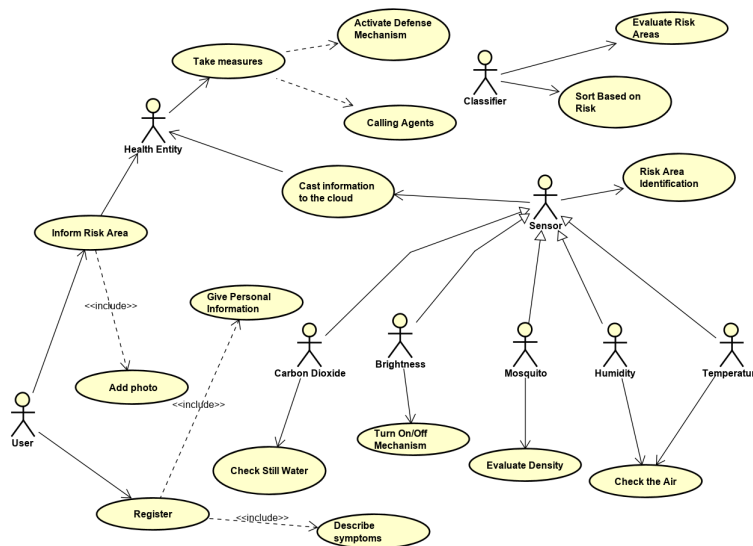 Activate Defense
Mechanism
Evaluate Risk
Areas
Take measures
Classifier
Sort Based on
Risk
Calling Agents
Health Entity
Cast information
to the cloud
Risk Area
Identification
Sensor
Inform Risk Area
<<include>>
Give Personal
Information
Carbon Dioxide
Brightness
Mosquito
Humidity
Temperatur
Add photo
<<include>>
User
Turn On/Off
Mechanism
Check Still Water
Evaluate Density
Check the Air
Register
<<include>>
Describe
symptoms